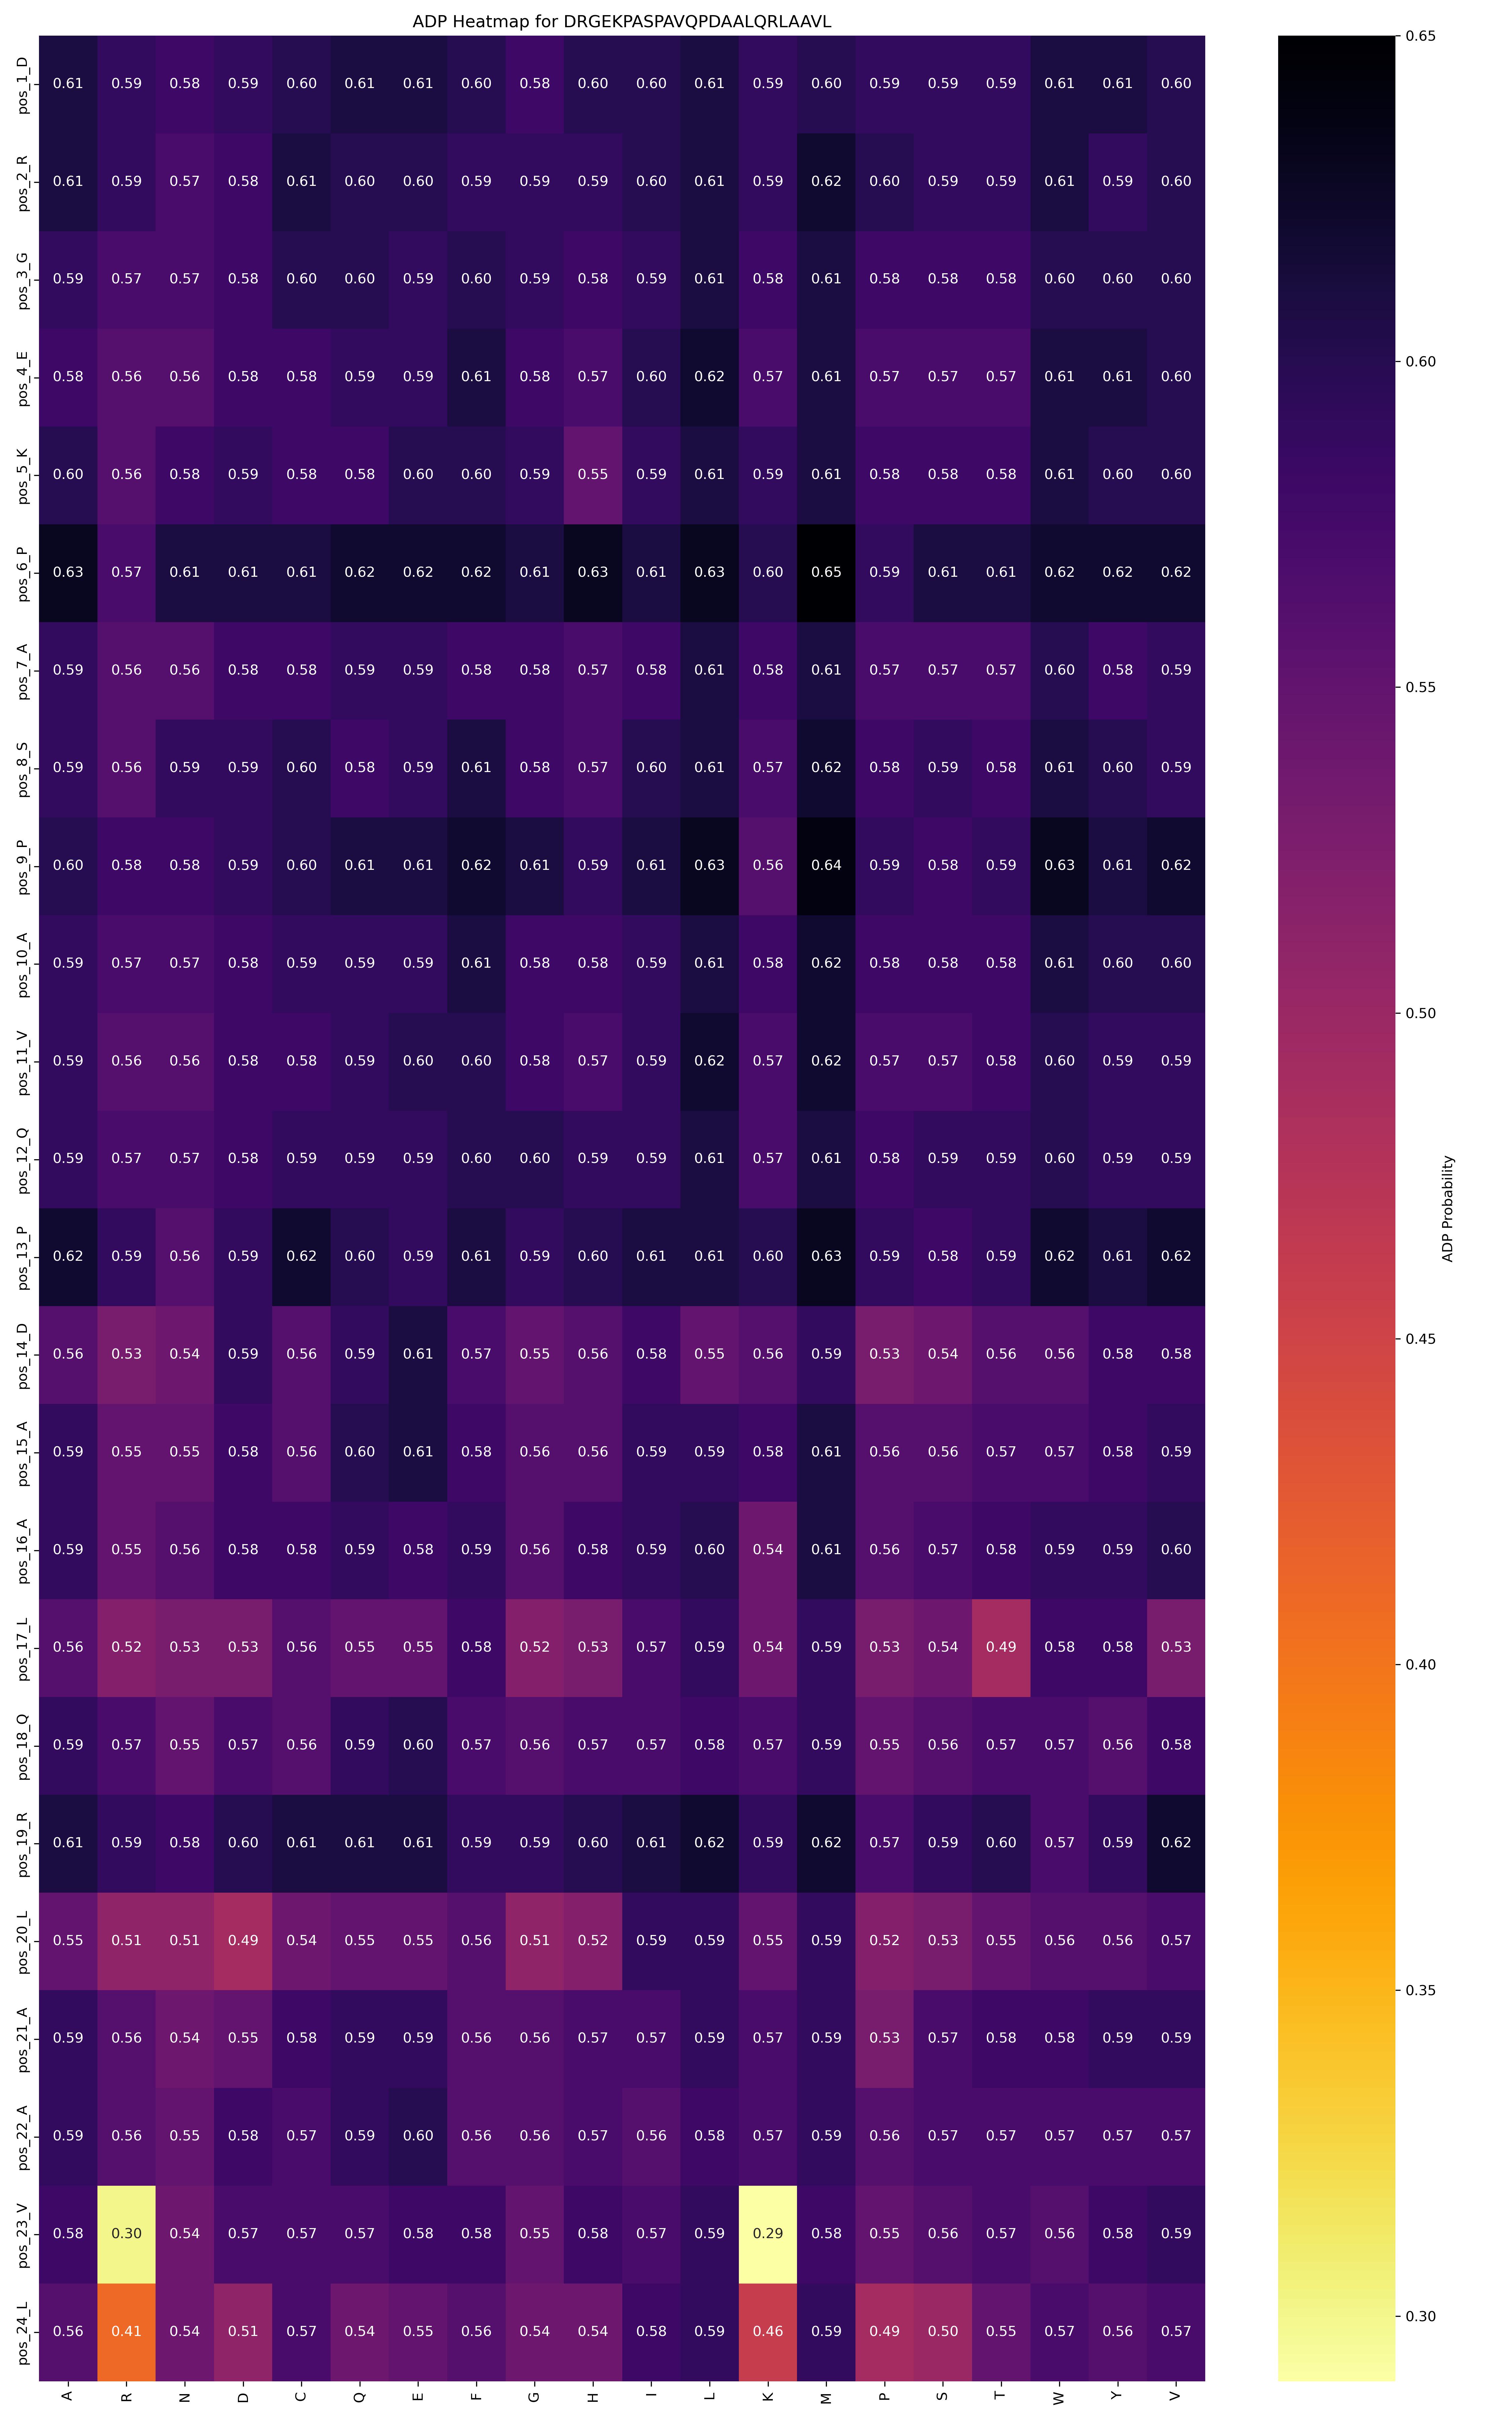 ADP Heatmap for DRGEKPASPAVQPDAALQRLAAVL
pos_1_D 0.61 0.59 0.58 0.59 0.60 0.61 0.61 0.60 0.58 0.60 0.60 0.61 0.59 0.60 0.59 0.59 0.59 0.61 0.61 0.60
pos_2_R 0.61 0.59 0.57 0.58 0.61 0.60 0.60 0.59 0.59 0.59 0.60 0.61 0.59 0.62 0.60 0.59 0.59 0.61 0.59 0.60
pos_3_G 0.59 0.57 0.57 0.58 0.60 0.60 0.59 0.60 0.59 0.58 0.59 0.61 0.58 0.61 0.58 0.58 0.58 0.60 0.60 0.60
pos_4_E 0.58 0.56 0.56 0.58 0.58 0.59 0.59 0.61 0.58 0.57 0.60 0.62 0.57 0.61 0.57 0.57 0.57 0.61 0.61 0.60
pos_5_K 0.60 0.56 0.58 0.59 0.58 0.58 0.60 0.60 0.59 0.55 0.59 0.61 0.59 0.61 0.58 0.58 0.58 0.61 0.60 0.60
pos_6_P 0.63 0.57 0.61 0.61 0.61 0.62 0.62 0.62 0.61 0.63 0.61 0.63 0.60 0.65 0.59 0.61 0.61 0.62 0.62 0.62
pos_7_A 0.59 0.56 0.56 0.58 0.58 0.59 0.59 0.58 0.58 0.57 0.58 0.61 0.58 0.61 0.57 0.57 0.57 0.60 0.58 0.59
pos_8_S 0.59 0.56 0.59 0.59 0.60 0.58 0.59 0.61 0.58 0.57 0.60 0.61 0.57 0.62 0.58 0.59 0.58 0.61 0.60 0.59
pos_9_P 0.60 0.58 0.58 0.59 0.60 0.61 0.61 0.62 0.61 0.59 0.61 0.63 0.56 0.64 0.59 0.58 0.59 0.63 0.61 0.62
pos_10_A 0.59 0.57 0.57 0.58 0.59 0.59 0.59 0.61 0.58 0.58 0.59 0.61 0.58 0.62 0.58 0.58 0.58 0.61 0.60 0.60
pos_11_V 0.59 0.56 0.56 0.58 0.58 0.59 0.60 0.60 0.58 0.57 0.59 0.62 0.57 0.62 0.57 0.57 0.58 0.60 0.59 0.59
pos_12_Q 0.59 0.57 0.57 0.58 0.59 0.59 0.59 0.60 0.60 0.59 0.59 0.61 0.57 0.61 0.58 0.59 0.59 0.60 0.59 0.59
pos_13_P 0.62 0.59 0.56 0.59 0.62 0.60 0.59 0.61 0.59 0.60 0.61 0.61 0.60 0.63 0.59 0.58 0.59 0.62 0.61 0.62
pos_14_D 0.56 0.53 0.54 0.59 0.56 0.59 0.61 0.57 0.55 0.56 0.58 0.55 0.56 0.59 0.53 0.54 0.56 0.56 0.58 0.58
pos_15_A 0.59 0.55 0.55 0.58 0.56 0.60 0.61 0.58 0.56 0.56 0.59 0.59 0.58 0.61 0.56 0.56 0.57 0.57 0.58 0.59
pos_16_A 0.59 0.55 0.56 0.58 0.58 0.59 0.58 0.59 0.56 0.58 0.59 0.60 0.54 0.61 0.56 0.57 0.58 0.59 0.59 0.60
pos_17_L 0.56 0.52 0.53 0.53 0.56 0.55 0.55 0.58 0.52 0.53 0.57 0.59 0.54 0.59 0.53 0.54 0.49 0.58 0.58 0.53
pos_18_Q 0.59 0.57 0.55 0.57 0.56 0.59 0.60 0.57 0.56 0.57 0.57 0.58 0.57 0.59 0.55 0.56 0.57 0.57 0.56 0.58
pos_19_R 0.61 0.59 0.58 0.60 0.61 0.61 0.61 0.59 0.59 0.60 0.61 0.62 0.59 0.62 0.57 0.59 0.60 0.57 0.59 0.62
pos_20_L 0.55 0.51 0.51 0.49 0.54 0.55 0.55 0.56 0.51 0.52 0.59 0.59 0.55 0.59 0.52 0.53 0.55 0.56 0.56 0.57
pos_21_A 0.59 0.56 0.54 0.55 0.58 0.59 0.59 0.56 0.56 0.57 0.57 0.59 0.57 0.59 0.53 0.57 0.58 0.58 0.59 0.59
pos_22_A 0.59 0.56 0.55 0.58 0.57 0.59 0.60 0.56 0.56 0.57 0.56 0.58 0.57 0.59 0.56 0.57 0.57 0.57 0.57 0.57
pos_23_V 0.58 0.30 0.54 0.57 0.57 0.57 0.58 0.58 0.55 0.58 0.57 0.59 0.29 0.58 0.55 0.56 0.57 0.56 0.58 0.59
pos_24_L 0.56 0.41 0.54 0.51 0.57 0.54 0.55 0.56 0.54 0.54 0.58 0.59 0.46 0.59 0.49 0.50 0.55 0.57 0.56 0.57
A R N D C Q E F G H I L K M P S T W Y V
0.65
0.60
0.55
0.50
0.45
0.40
0.35
0.30
ADP Probability